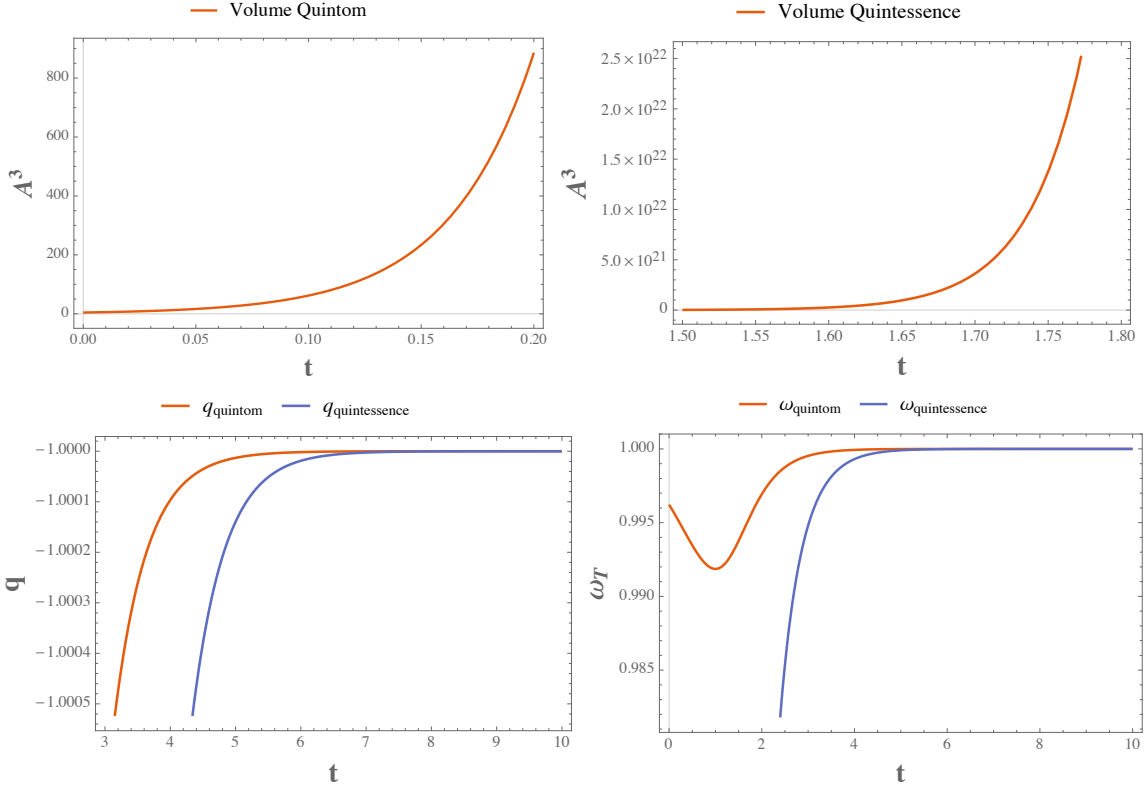 Volume Quintom
800
600
400
200
0
A³
0.00 0.05 0.10 0.15 0.20
t
Volume Quintessence
2.5×10²²
2.0×10²²
1.5×10²²
1.0×10²²
5.0×10²¹
0
A³
1.50 1.55 1.60 1.65 1.70 1.75 1.80
t
q_quintom q_quintessence
-1.0000
-1.0001
-1.0002
-1.0003
-1.0004
-1.0005
q
3 4 5 6 7 8 9 10
t
ω_quintom ω_quintessence
1.000
0.995
0.990
0.985
ω_T
0 2 4 6 8 10
t